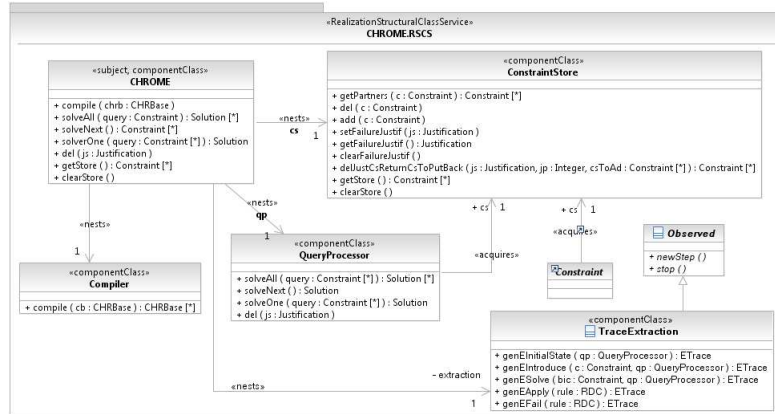 «RealizationStructuralClassService»
CHROME.RSCS
«subject, componentClass»
CHROME
+ compile ( chrb : CHRBase )
+ solveAll ( query : Constraint ) : Solution [*]
+ solveNext ( ) : Constraint [*]
+ solverOne ( query : Constraint [*] ) : Solution
+ del ( js : Justification )
+ getStore ( ) : Constraint [*]
+ clearStore ( )
«nests»
cs
1
«componentClass»
ConstraintStore
+ getPartners ( c : Constraint ) : Constraint [*]
+ del ( c : Constraint )
+ add ( c : Constraint )
+ setFailureJustif ( js : Justification )
+ getFailureJustif ( ) : Justification
+ clearFailureJustif ( )
+ delJustCsReturnCsToPutBack ( js : Justification, jp : Integer, csToAd : Constraint [*] ) : Constraint [*]
+ getStore ( ) : Constraint [*]
+ clearStore ( )
«nests»
1
«nests»
qp
1
+ cs 1
«acquires»
+ cs 1
«acquires»
«componentClass»
Compiler
+ compile ( cb : CHRBase ) : CHRBase [*]
«componentClass»
QueryProcessor
+ solveAll ( query : Constraint [*] ) : Solution [*]
+ solveNext ( ) : Solution
+ solveOne ( query : Constraint [*] ) : Solution
+ del ( js : Justification )
Constraint
Observed
+ newStep ( )
+ stop ( )
«componentClass»
TraceExtraction
+ genEInitialState ( qp : QueryProcessor ) : ETrace
+ genEIntroduce ( c : Constraint, qp : QueryProcessor ) : ETrace
+ genESolve ( bic : Constraint, qp : QueryProcessor ) : ETrace
+ genEApply ( rule : RDC ) : ETrace
+ genEFail ( rule : RDC ) : ETrace
«nests»
- extraction
1